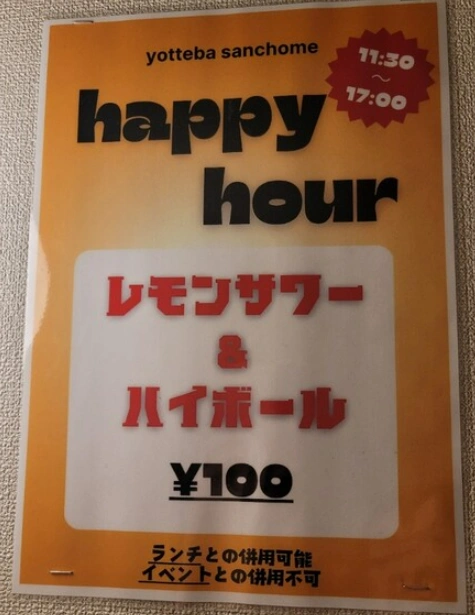 yotteba sanchome
11:30
～
17:00
happy
hour
レモンサワー
&
ハイボール
¥100
ランチとの併用可能
イベントとの併用不可